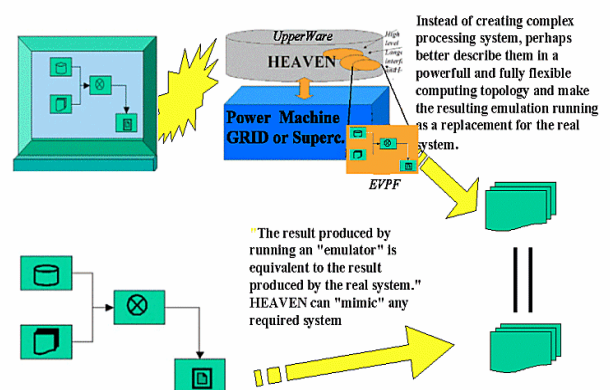 UpperWare
HEAVEN
High
level
interf
Power Machine
GRID or Superc.
EVPF
Instead of creating complex
processing system, perhaps
better describe them in a
powerfull and fully flexible
computing topology and make
the resulting emulation running
as a replacement for the real
system.
"The result produced by
running an "emulator" is
equivalent to the result
produced by the real system."
HEAVEN can "mimic" any
required system